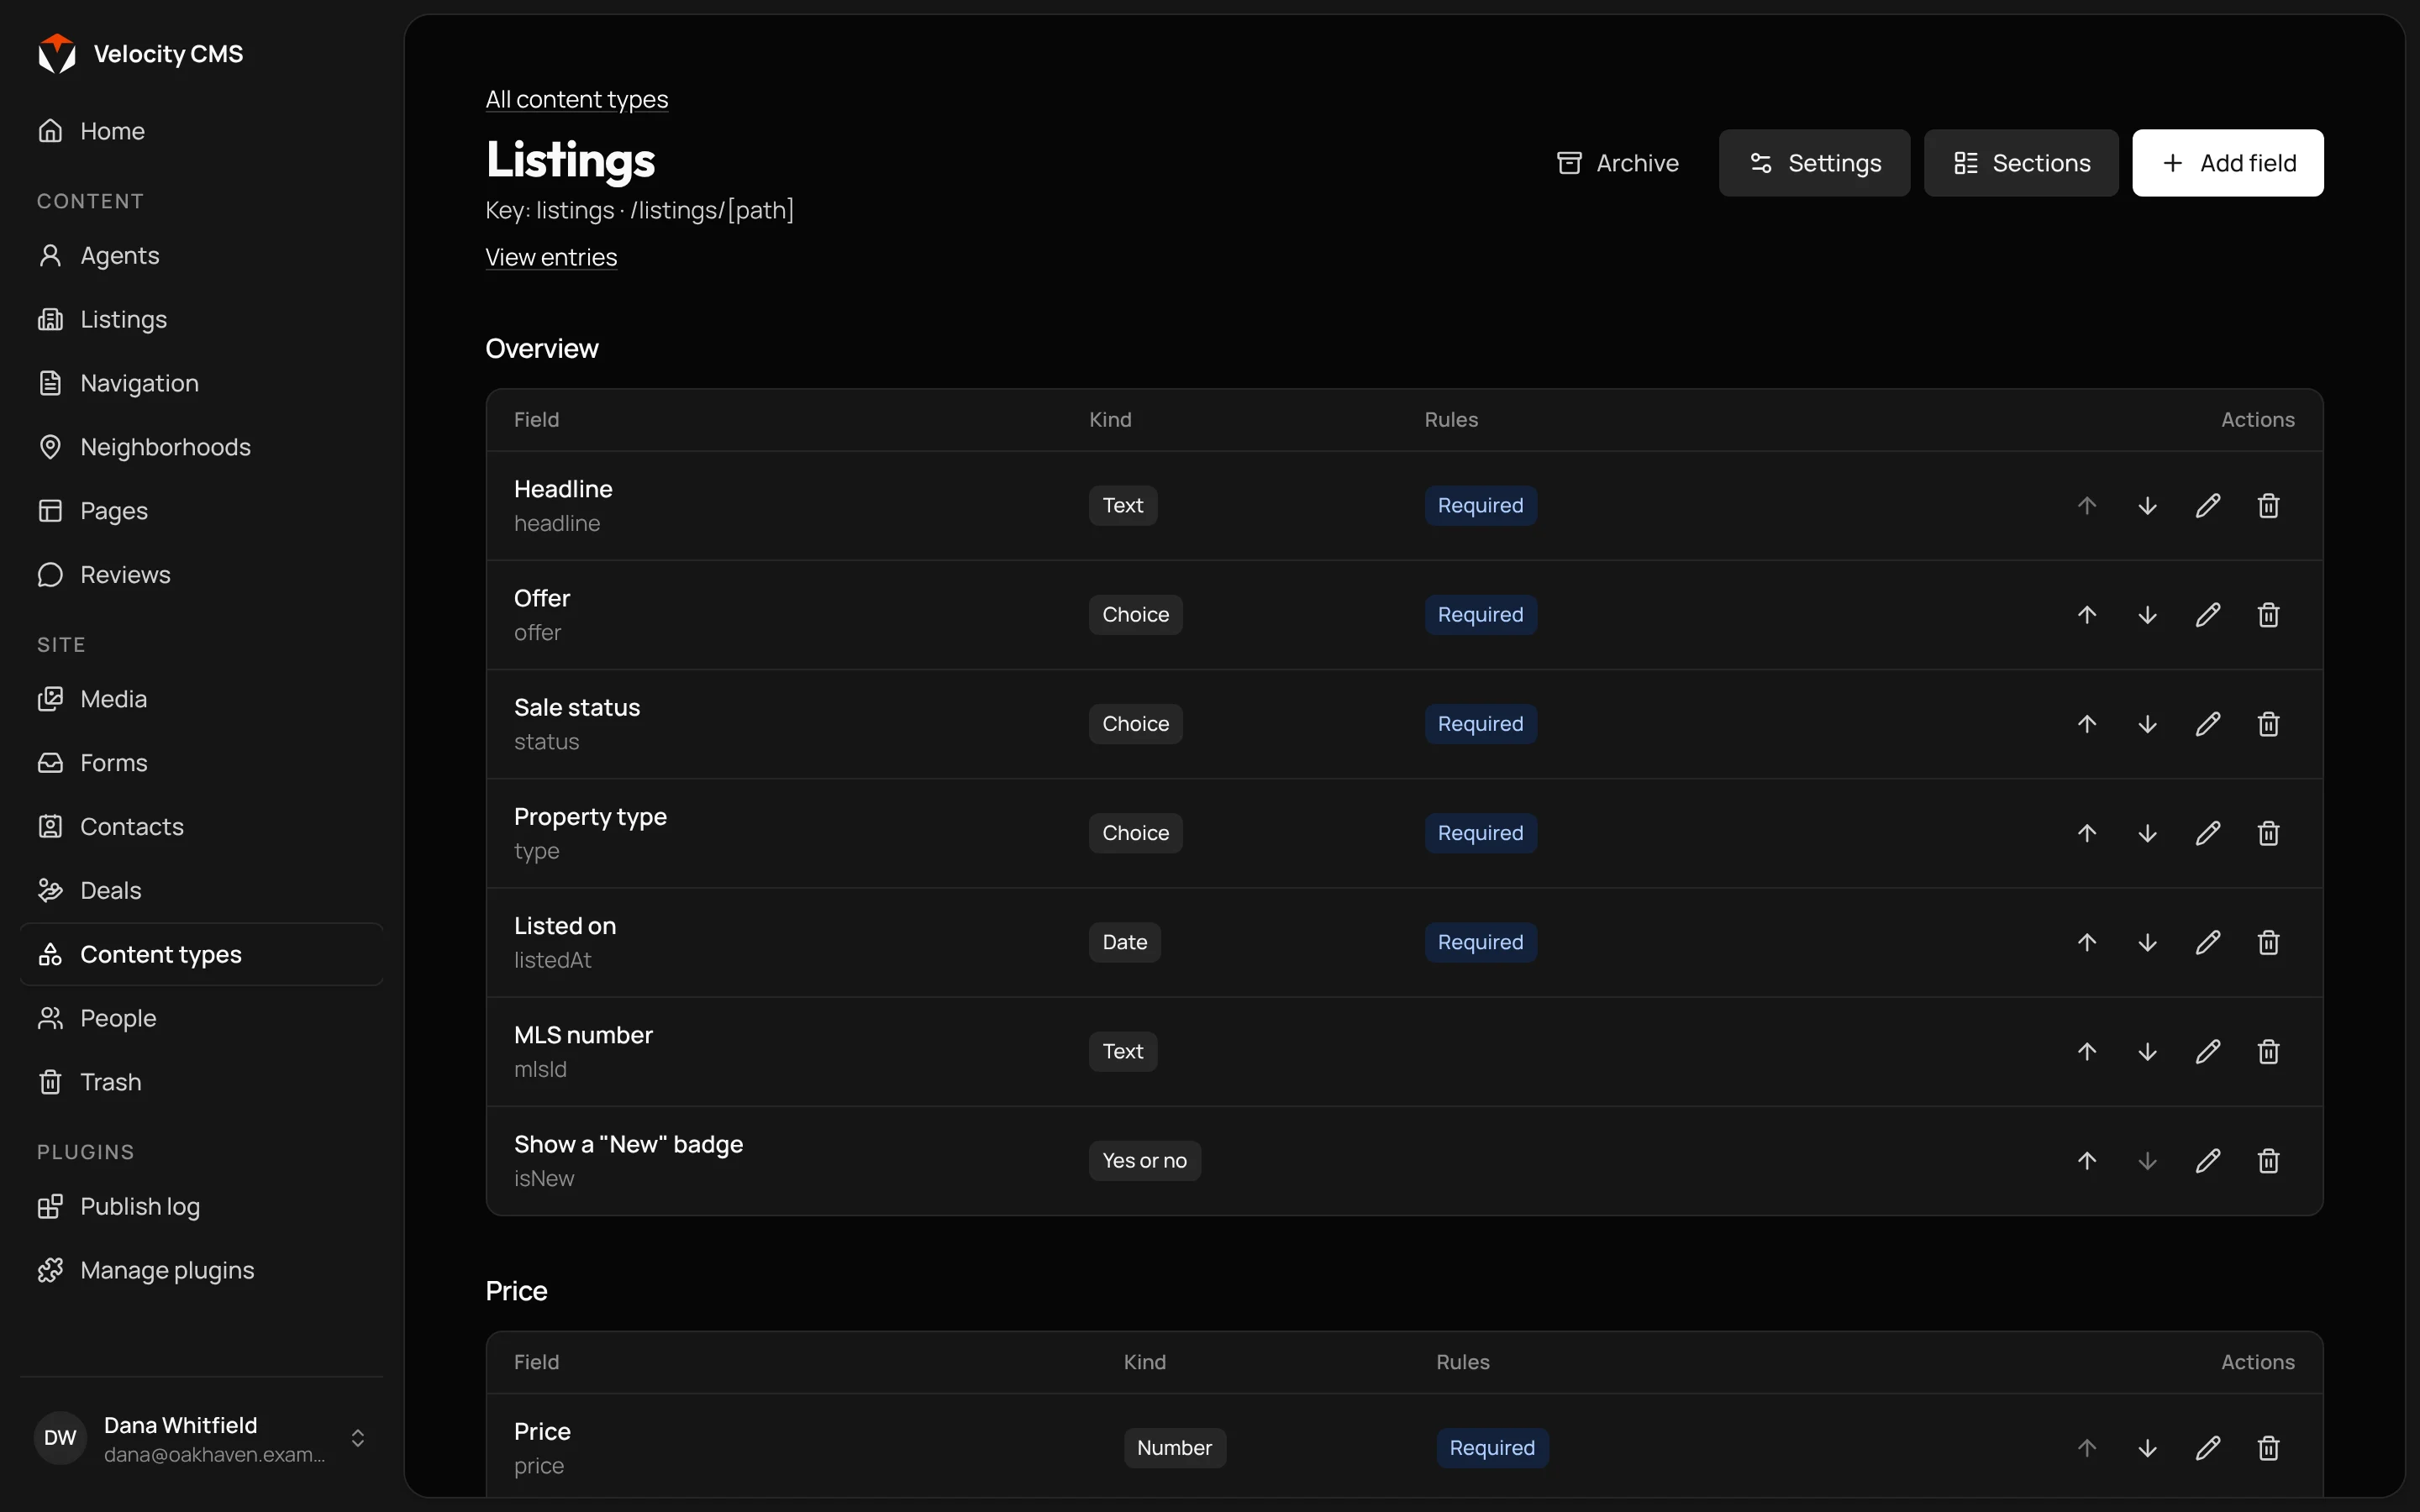 Velocity CMS
Home
CONTENT
Agents
Listings
Navigation
Neighborhoods
Pages
Reviews
SITE
Media
Forms
Contacts
Deals
Content types
People
Trash
PLUGINS
Publish log
Manage plugins
DW
Dana Whitfield
dana@oakhaven.exam...
All content types
Listings
Key: listings · /listings/[path]
View entries
Archive
Settings
Sections
Add field
Overview
Field Kind Rules Actions
Headline
headline
Text Required
Offer
offer
Choice Required
Sale status
status
Choice Required
Property type
type
Choice Required
Listed on
listedAt
Date Required
MLS number
mlsId
Text
Show a "New" badge
isNew
Yes or no
Price
Field Kind Rules Actions
Price
price
Number Required